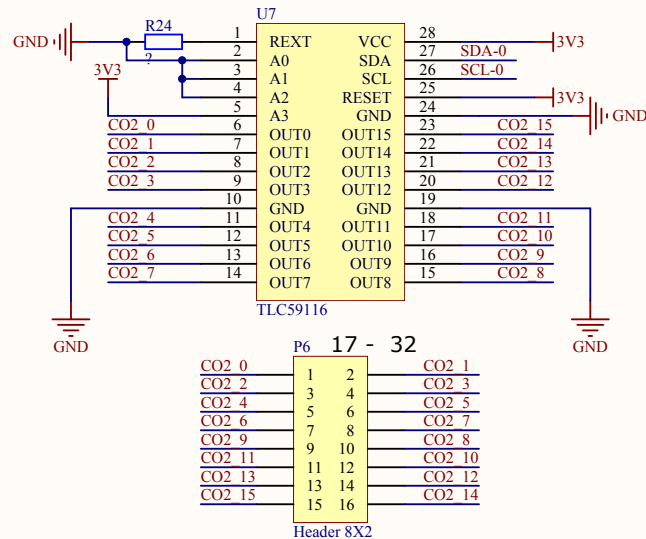 U7
GND R24 ? 3V3
1 REXT VCC 28 3V3
2 A0 SDA 27 SDA-0
3 A1 SCL 26 SCL-0
4 A2 RESET 25 3V3
5 A3 GND 24 GND
CO2_0 6 OUT0 OUT15 23 CO2_15
CO2_1 7 OUT1 OUT14 22 CO2_14
CO2_2 8 OUT2 OUT13 21 CO2_13
CO2_3 9 OUT3 OUT12 20 CO2_12
10 GND GND 19
CO2_4 11 OUT4 OUT11 18 CO2_11
CO2_5 12 OUT5 OUT10 17 CO2_10
CO2_6 13 OUT6 OUT9 16 CO2_9
CO2_7 14 OUT7 OUT8 15 CO2_8
TLC59116
GND GND
P6 17 - 32
CO2_0 1 2 CO2_1
CO2_2 3 4 CO2_3
CO2_4 5 6 CO2_5
CO2_6 7 8 CO2_7
CO2_9 9 10 CO2_8
CO2_11 11 12 CO2_10
CO2_13 13 14 CO2_12
CO2_15 15 16 CO2_14
Header 8X2